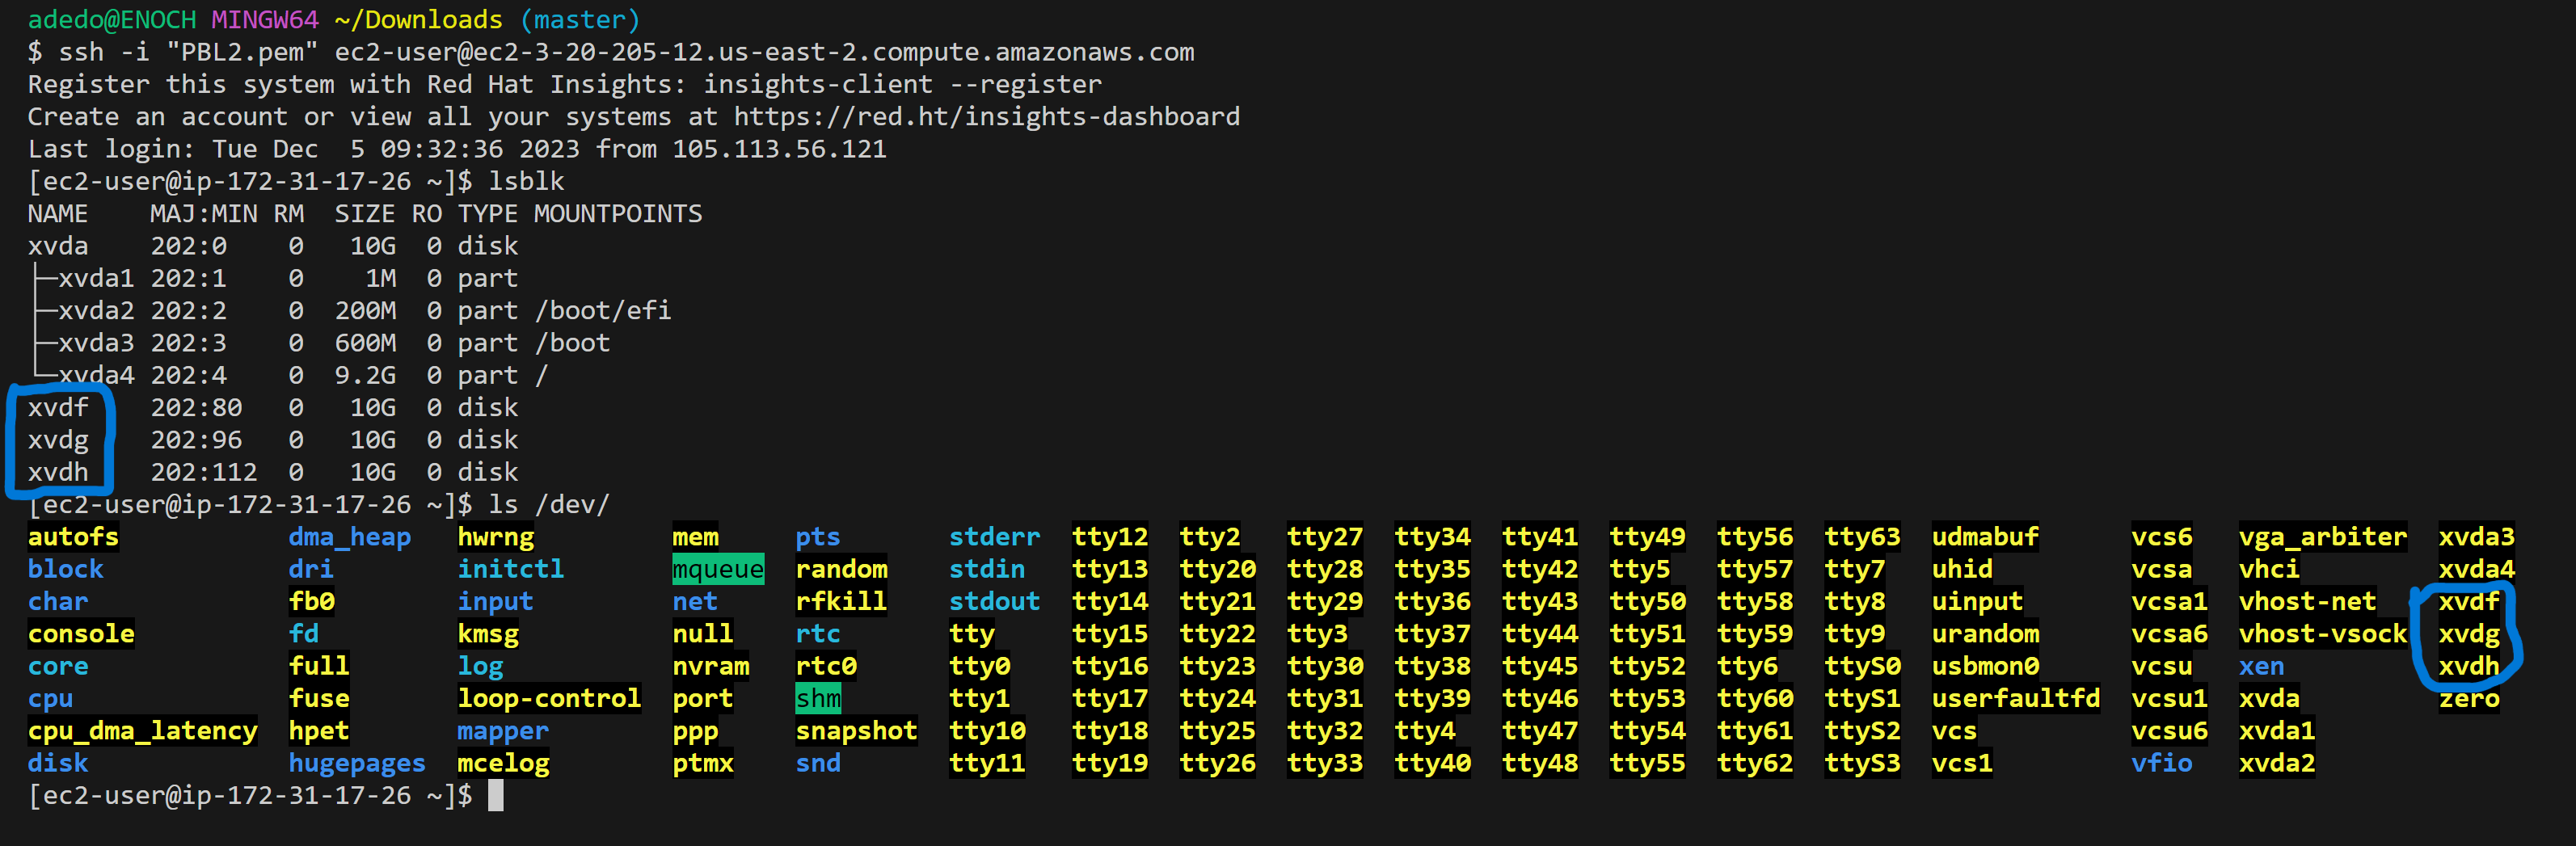 adedo@ENOCH MINGW64 ~/Downloads (master)
$ ssh -i "PBL2.pem" ec2-user@ec2-3-20-205-12.us-east-2.compute.amazonaws.com
Register this system with Red Hat Insights: insights-client --register
Create an account or view all your systems at https://red.ht/insights-dashboard
Last login: Tue Dec  5 09:32:36 2023 from 105.113.56.121
[ec2-user@ip-172-31-17-26 ~]$ lsblk
NAME    MAJ:MIN RM  SIZE RO TYPE MOUNTPOINTS
xvda    202:0    0   10G  0 disk
├─xvda1 202:1    0    1M  0 part
├─xvda2 202:2    0  200M  0 part /boot/efi
├─xvda3 202:3    0  600M  0 part /boot
└─xvda4 202:4    0  9.2G  0 part /
xvdf    202:80   0   10G  0 disk
xvdg    202:96   0   10G  0 disk
xvdh    202:112  0   10G  0 disk
[ec2-user@ip-172-31-17-26 ~]$ ls /dev/
autofs           dma_heap   hwrng         mem     pts       stderr  tty12  tty2   tty27  tty34  tty41  tty49  tty56  tty63  udmabuf      vcs6   vga_arbiter  xvda3
block            dri        initctl       mqueue  random    stdin   tty13  tty20  tty28  tty35  tty42  tty5   tty57  tty7   uhid         vcsa   vhci         xvda4
char             fb0        input         net     rfkill    stdout  tty14  tty21  tty29  tty36  tty43  tty50  tty58  tty8   uinput       vcsa1  vhost-net    xvdf
console          fd         kmsg          null    rtc       tty     tty15  tty22  tty3   tty37  tty44  tty51  tty59  tty9   urandom      vcsa6  vhost-vsock  xvdg
core             full       log           nvram   rtc0      tty0    tty16  tty23  tty30  tty38  tty45  tty52  tty6   ttyS0  usbmon0      vcsu   xen          xvdh
cpu              fuse       loop-control  port    shm       tty1    tty17  tty24  tty31  tty39  tty46  tty53  tty60  ttyS1  userfaultfd  vcsu1  xvda         zero
cpu_dma_latency  hpet       mapper        ppp     snapshot  tty10   tty18  tty25  tty32  tty4   tty47  tty54  tty61  ttyS2  vcs          vcsu6  xvda1
disk             hugepages  mcelog        ptmx    snd       tty11   tty19  tty26  tty33  tty40  tty48  tty55  tty62  ttyS3  vcs1         vfio   xvda2
[ec2-user@ip-172-31-17-26 ~]$